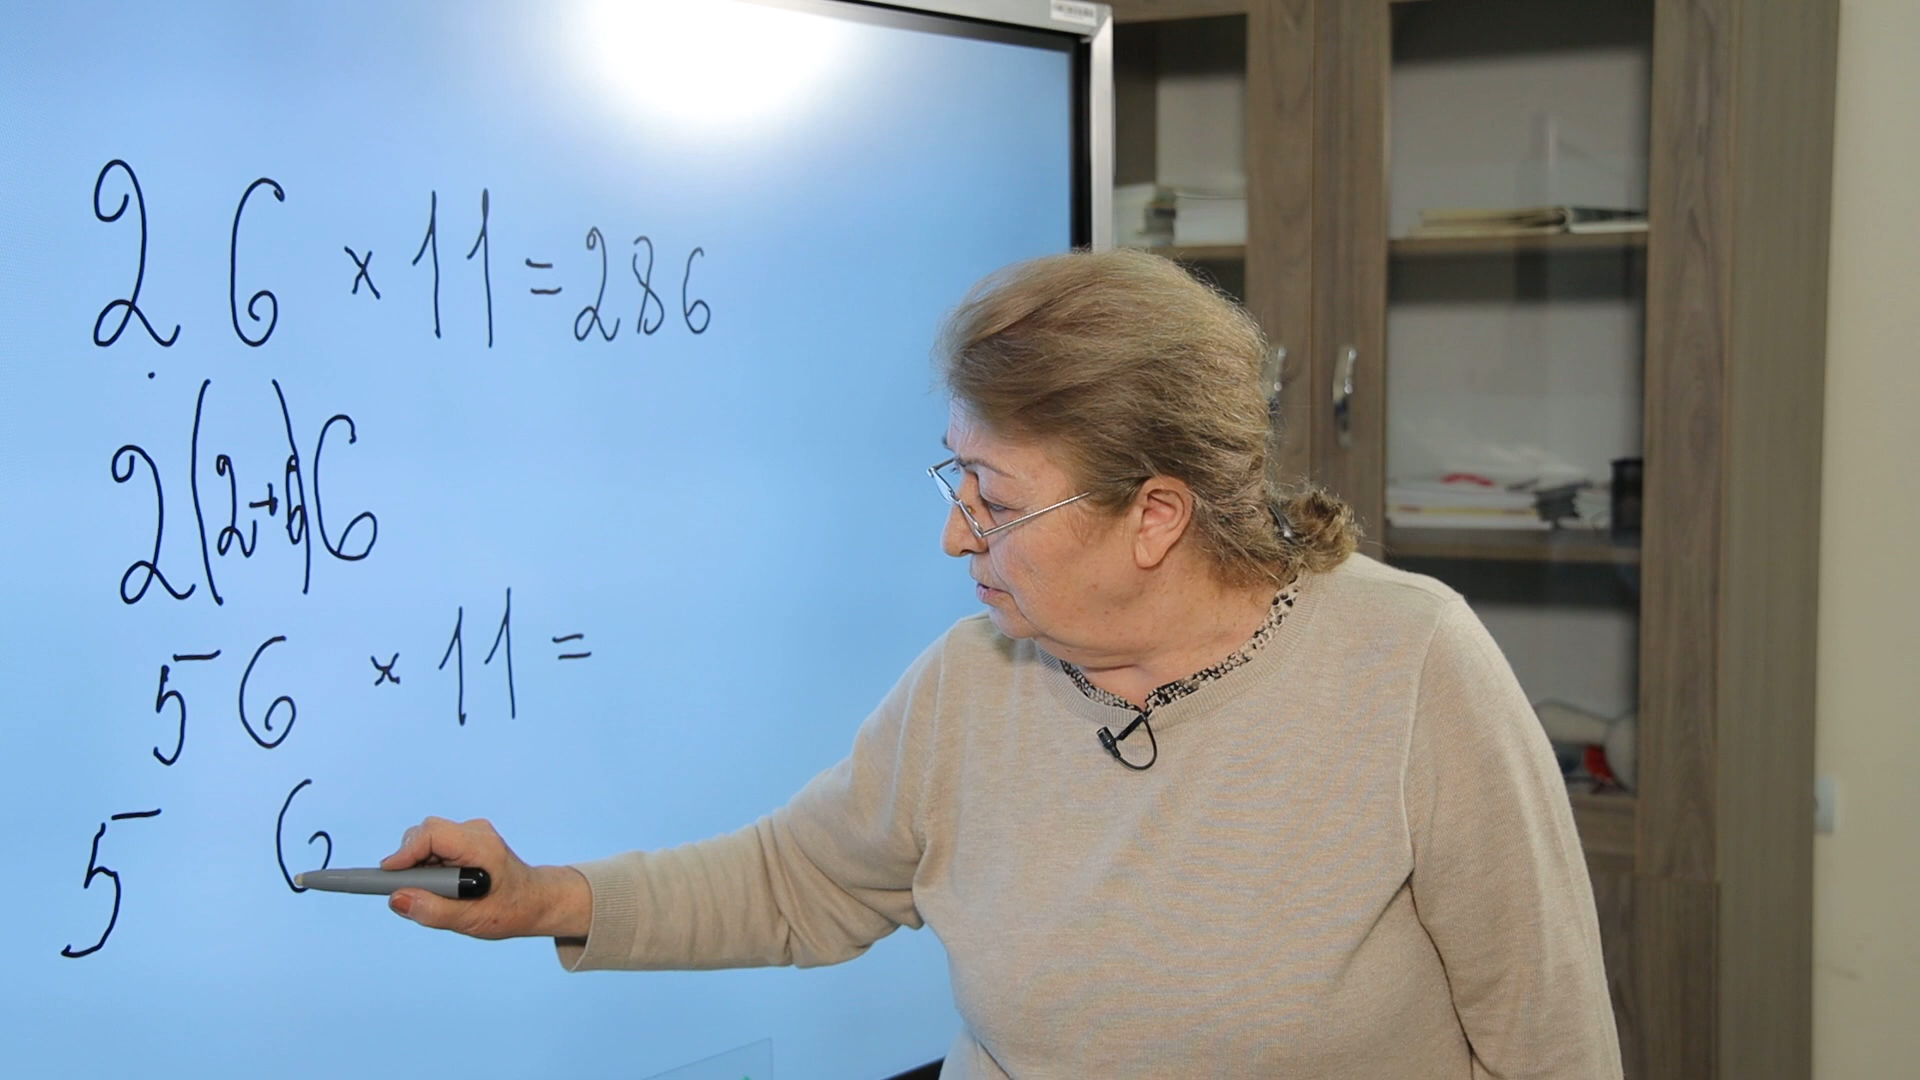 26 × 11 = 286
2(2+6)6
56 × 11 =
5 6